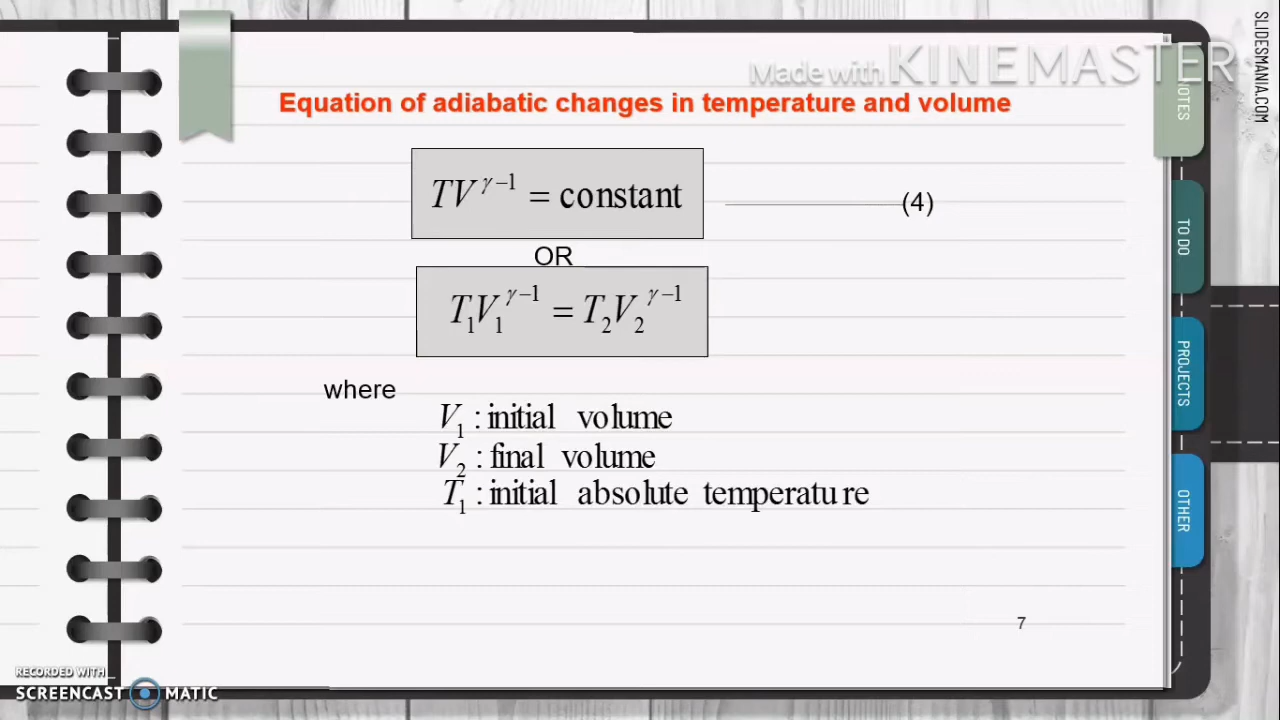 Made with KINEMASTER
SLIDESMANIA.COM
Equation of adiabatic changes in temperature and volume
TV^{γ-1} = constant
(4)
OR
T₁V₁^{γ-1} = T₂V₂^{γ-1}
where
V₁ : initial volume
V₂ : final volume
T₁ : initial absolute temperature
NOTES
TO DO
PROJECTS
OTHER
7
RECORDED WITH
SCREENCAST MATIC